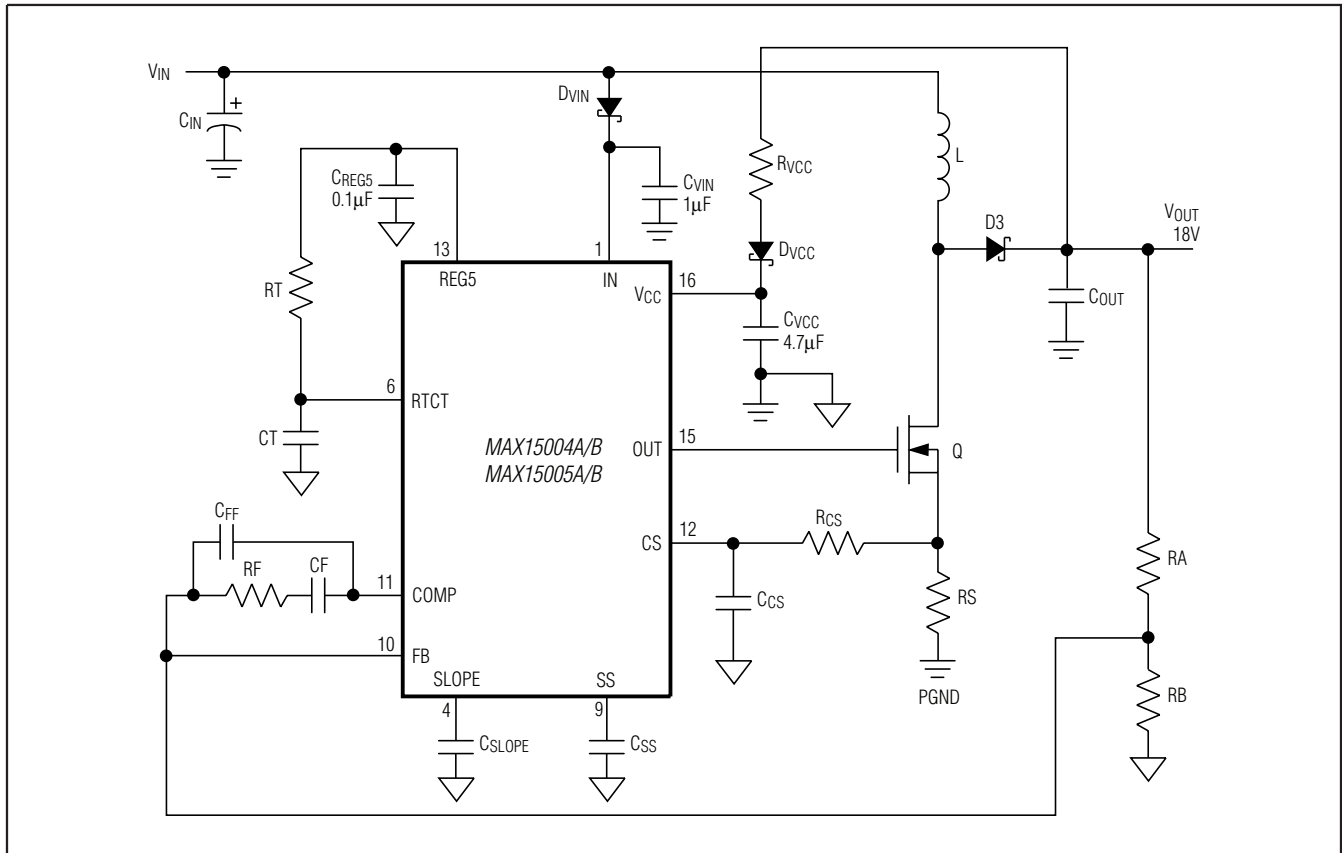 VIN
CIN
+
DVIN
CVIN
1µF
CREG5
0.1µF
RT
13
REG5
1
IN
RVCC
DVCC
16
VCC
CVCC
4.7µF
L
D3
VOUT
18V
COUT
6
RTCT
CT
MAX15004A/B
MAX15005A/B
OUT
15
Q
CFF
RF
CF
11
COMP
10
FB
CS
12
RCS
CCS
RS
PGND
RA
RB
SLOPE
4
CSLOPE
SS
9
CSS